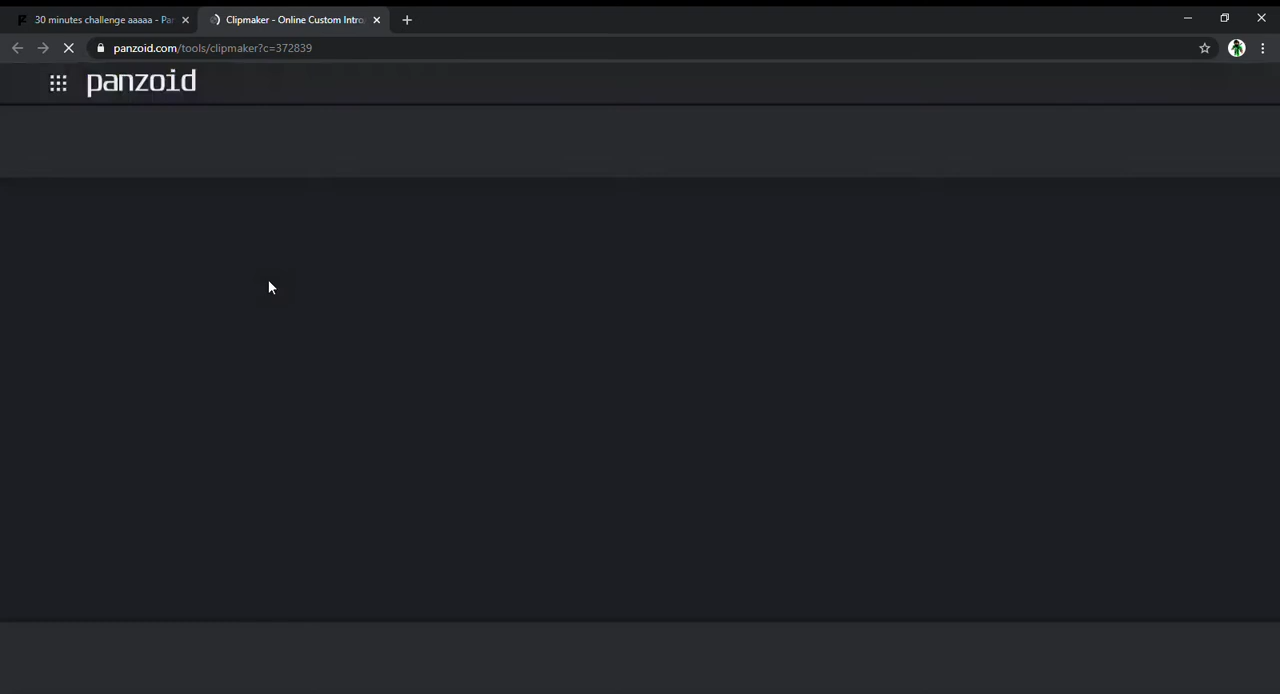 30 minutes challenge aaaaa - Pa
Clipmaker - Online Custom Intro
panzoid.com/tools/clipmaker?c=372839
panzoid